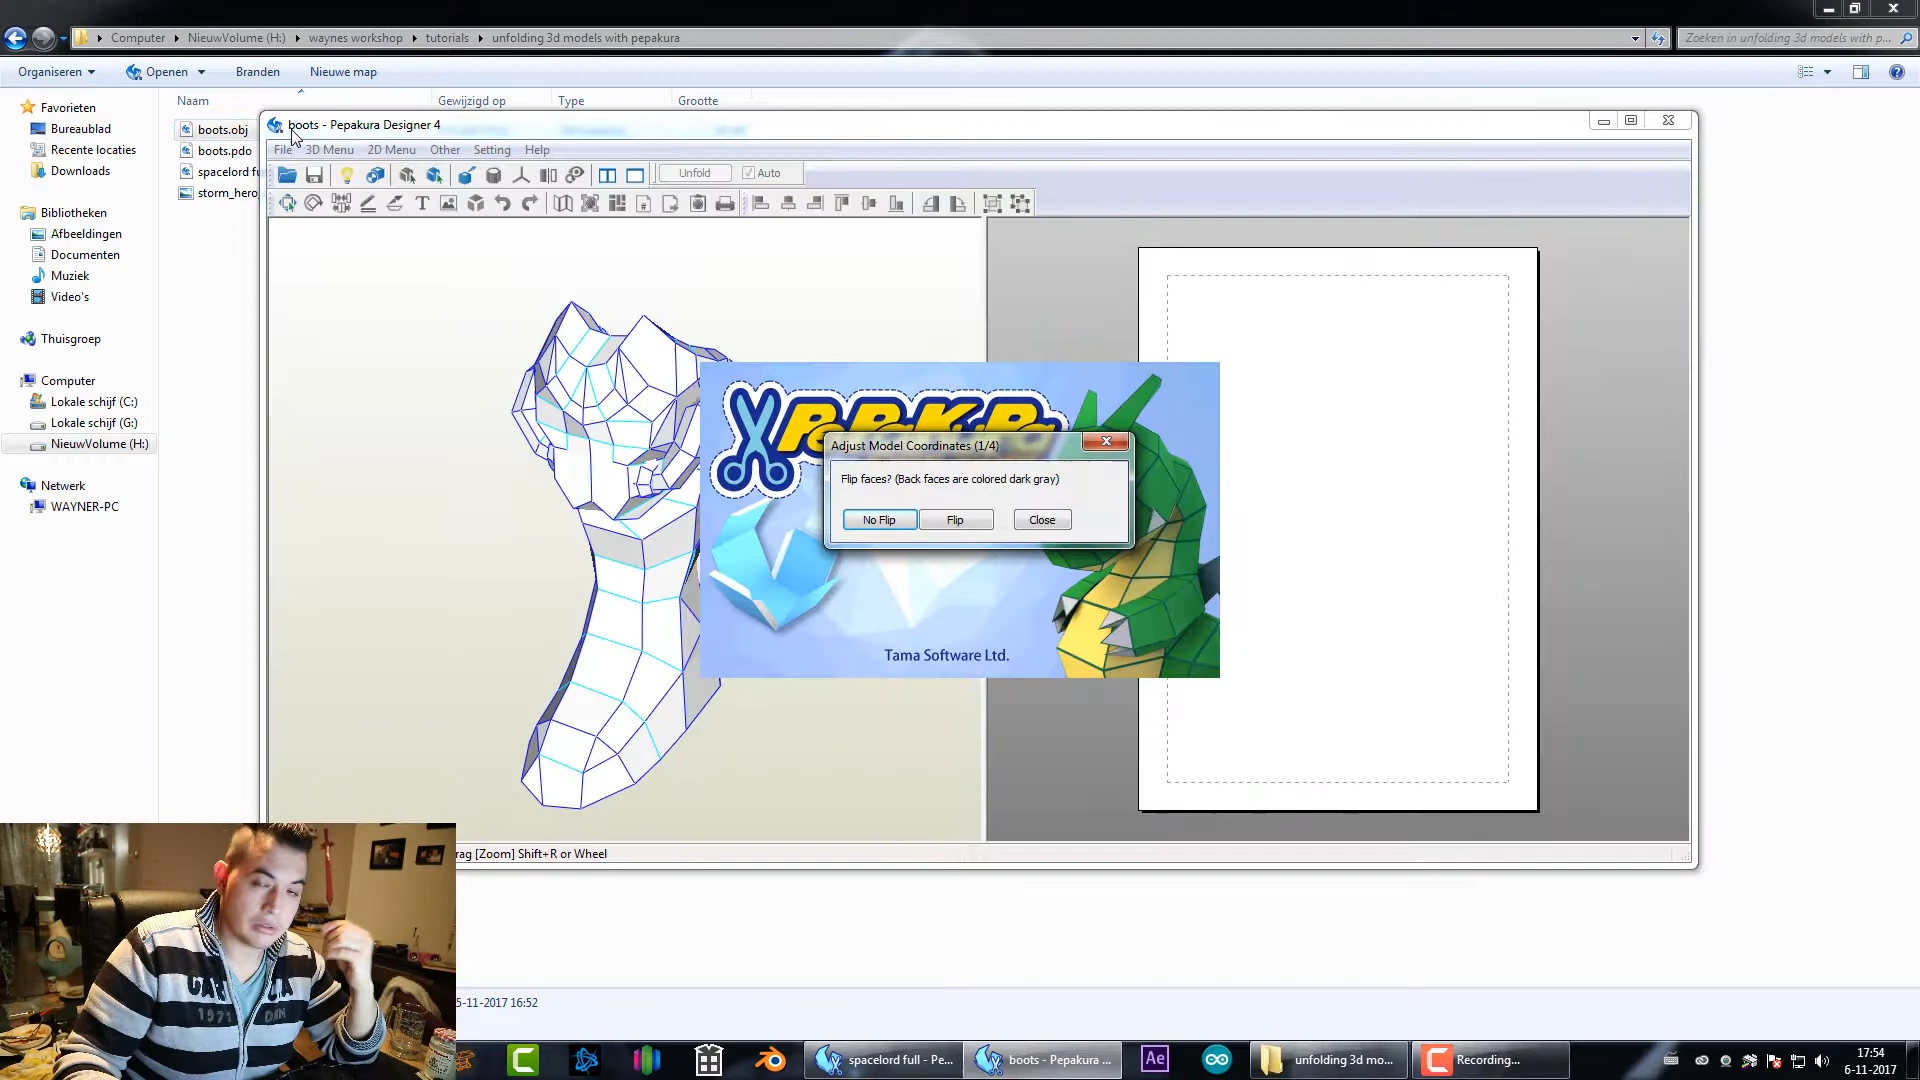 Computer
NieuwVolume (H:)
waynes workshop
tutorials
unfolding 3d models with pepakura
Zoeken in unfolding 3d models with p...
Organiseren
Openen
Branden
Nieuwe map
Favorieten
Bureaublad
Recente locaties
Downloads
Bibliotheken
Afbeeldingen
Documenten
Muziek
Video's
Thuisgroep
Computer
Lokale schijf (C:)
Lokale schijf (G:)
NieuwVolume (H:)
Netwerk
WAYNER-PC
Naam
Gewijzigd op
Type
Grootte
boots.obj
boots.pdo
spacelord fu
storm_hero
boots - Pepakura Designer 4
File
3D Menu
2D Menu
Other
Setting
Help
Unfold
Auto
PePaKuRa
Adjust Model Coordinates (1/4)
Flip faces? (Back faces are colored dark gray)
No Flip
Flip
Close
Tama Software Ltd.
rag [Zoom] Shift+R or Wheel
5-11-2017 16:52
1971
spacelord full - Pe...
boots - Pepakura ...
Ae
unfolding 3d mo...
Recording...
17:54
6-11-2017